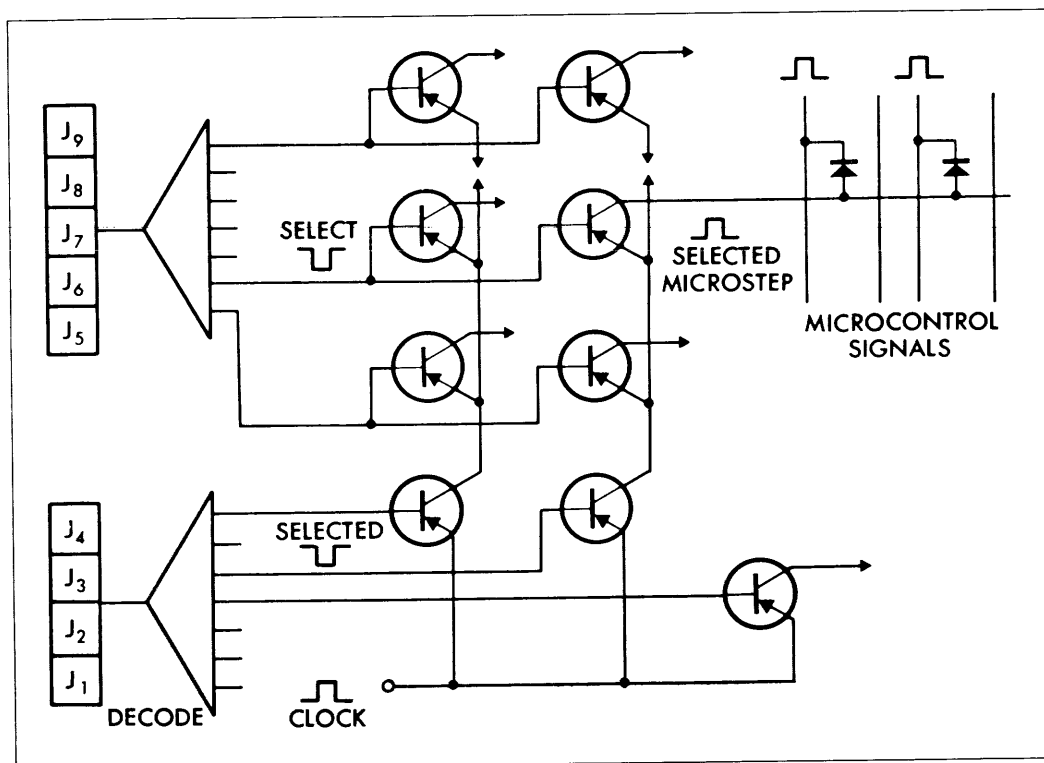 J9
J8
J7
J6
J5
SELECT
SELECTED
MICROSTEP
MICROCONTROL
SIGNALS
J4
J3
J2
J1
SELECTED
DECODE
CLOCK